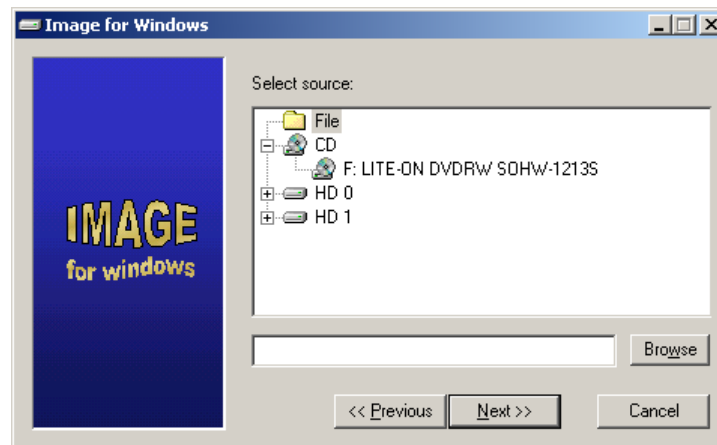 Image for Windows
Select source:
File
CD
F: LITE-ON DVDRW SOHW-1213S
HD 0
HD 1
IMAGE
for windows
Browse
<< Previous
Next >>
Cancel